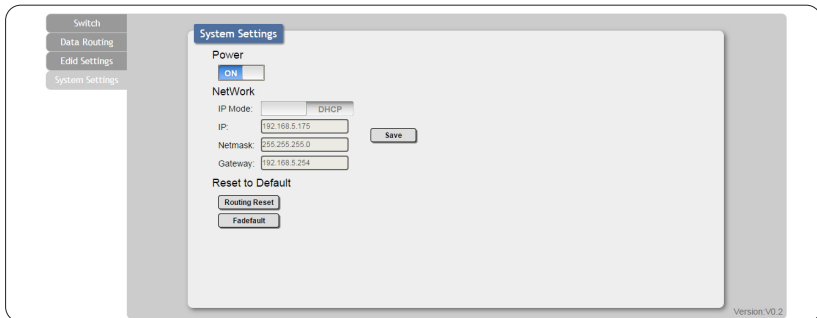 Switch
Data Routing
Edid Settings
System Settings
System Settings
Power
ON
NetWork
IP Mode: DHCP
IP: 192.168.5.175
Save
Netmask: 255.255.255.0
Gateway: 192.168.5.254
Reset to Default
Routing Reset
Fadefault
Version:V0.2